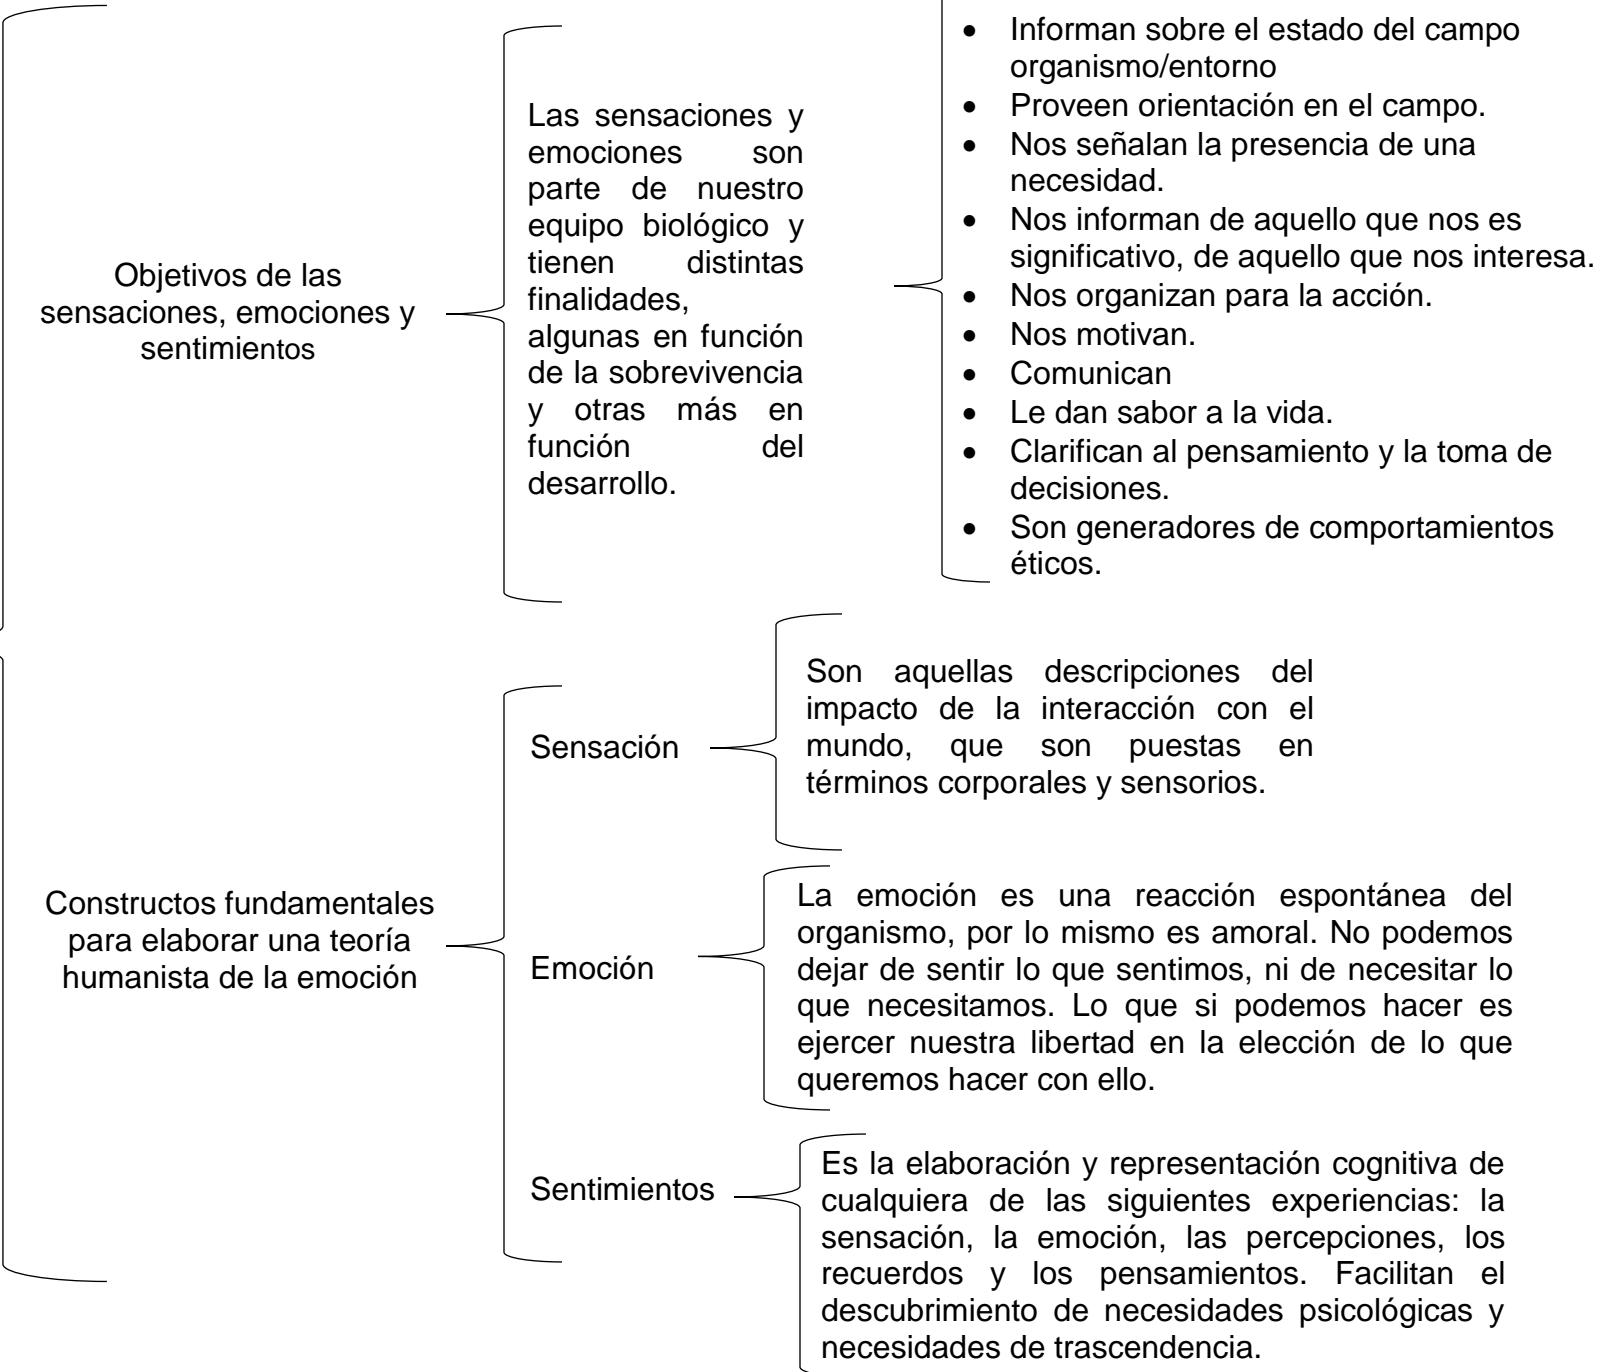 Objetivos de las
sensaciones, emociones y
sentimientos
Las sensaciones y
emociones son
parte de nuestro
equipo biológico y
tienen distintas
finalidades,
algunas en función
de la sobrevivencia
y otras más en
función del
desarrollo.
• Informan sobre el estado del campo
organismo/entorno
• Proveen orientación en el campo.
• Nos señalan la presencia de una
necesidad.
• Nos informan de aquello que nos es
significativo, de aquello que nos interesa.
• Nos organizan para la acción.
• Nos motivan.
• Comunican
• Le dan sabor a la vida.
• Clarifican al pensamiento y la toma de
decisiones.
• Son generadores de comportamientos
éticos.
Constructos fundamentales
para elaborar una teoría
humanista de la emoción
Sensación
Son aquellas descripciones del
impacto de la interacción con el
mundo, que son puestas en
términos corporales y sensorios.
Emoción
La emoción es una reacción espontánea del
organismo, por lo mismo es amoral. No podemos
dejar de sentir lo que sentimos, ni de necesitar lo
que necesitamos. Lo que si podemos hacer es
ejercer nuestra libertad en la elección de lo que
queremos hacer con ello.
Sentimientos
Es la elaboración y representación cognitiva de
cualquiera de las siguientes experiencias: la
sensación, la emoción, las percepciones, los
recuerdos y los pensamientos. Facilitan el
descubrimiento de necesidades psicológicas y
necesidades de trascendencia.